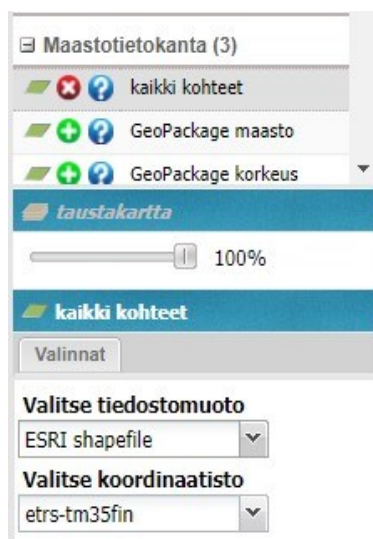 Maastotietokanta (3)
kaikki kohteet
GeoPackage maasto
GeoPackage korkeus
taustakartta
100%
kaikki kohteet
Valinnat
Valitse tiedostomuoto
ESRI shapefile
Valitse koordinaatisto
etrs-tm35fin